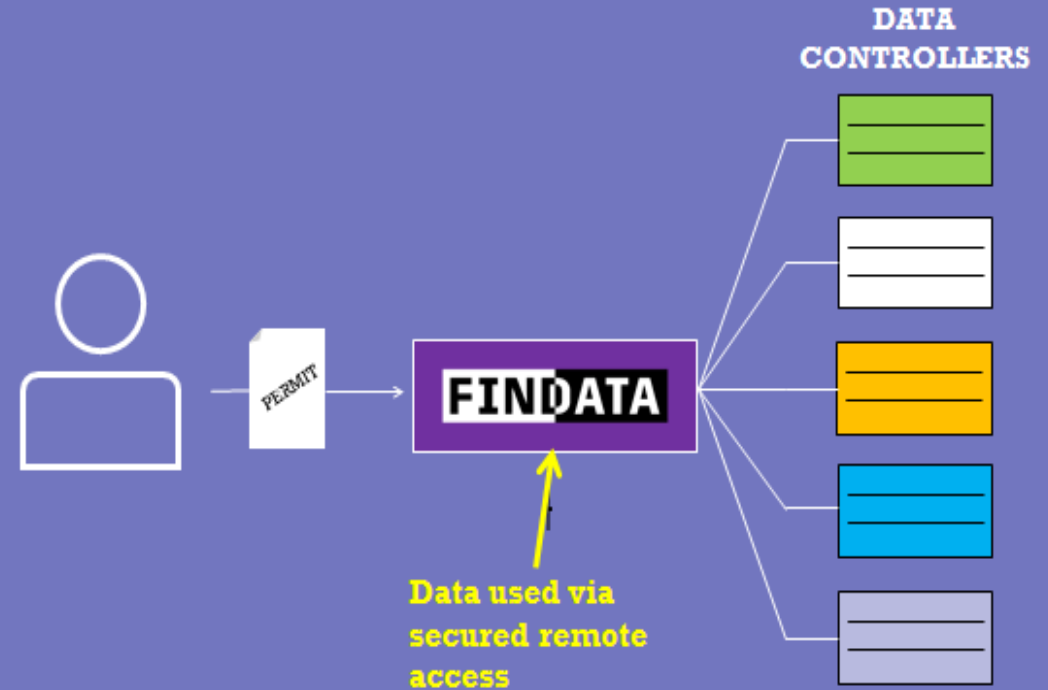 DATA
CONTROLLERS
PERMIT
FINDATA
Data used via
secured remote
access